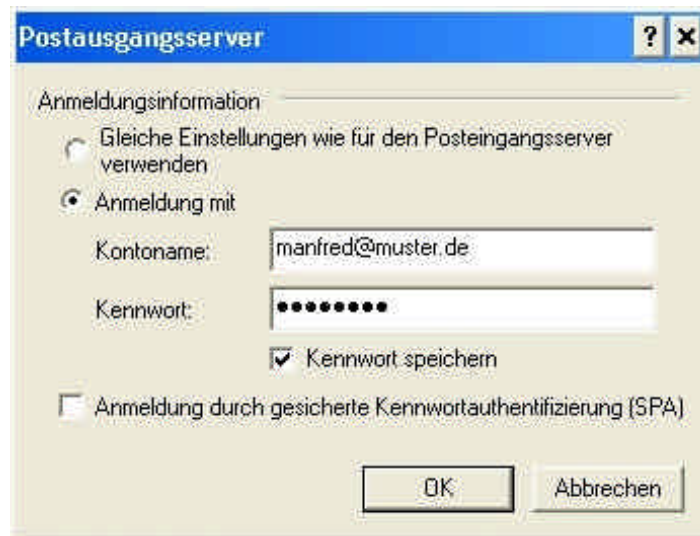 Postausgangsserver
Anmeldungsinformation
Gleiche Einstellungen wie für den Posteingangsserver
verwenden
Anmeldung mit
Kontoname: manfred@muster.de
Kennwort: ●●●●●●●●
Kennwort speichern
Anmeldung durch gesicherte Kennwortauthentifizierung (SPA)
OK Abbrechen